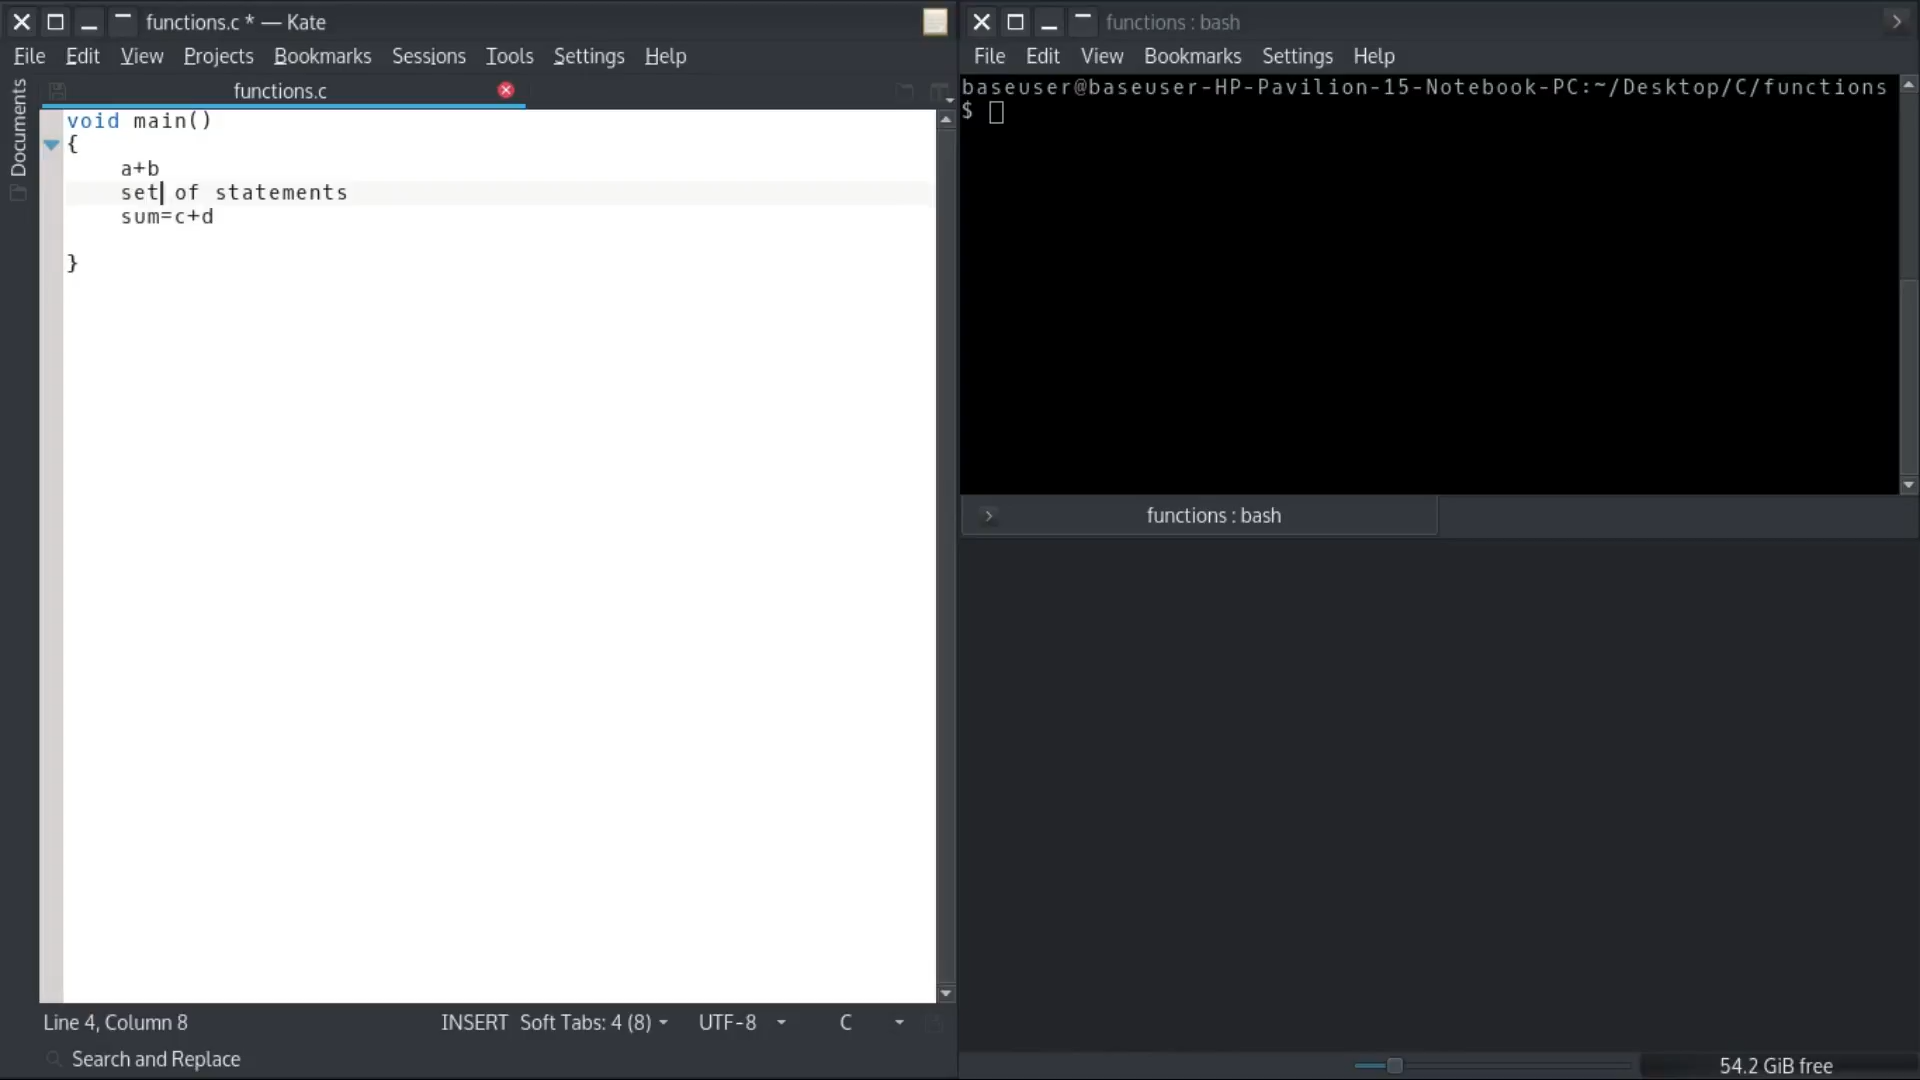 functions.c * — Kate
File Edit View Projects Bookmarks Sessions Tools Settings Help
Documents
functions.c
void main()
{
a+b
set of statements
sum=c+d
}
Line 4, Column 8
INSERT Soft Tabs: 4 (8) UTF-8 C
Search and Replace
functions : bash
File Edit View Bookmarks Settings Help
baseuser@baseuser-HP-Pavilion-15-Notebook-PC:~/Desktop/C/functions
$
functions : bash
54.2 GiB free